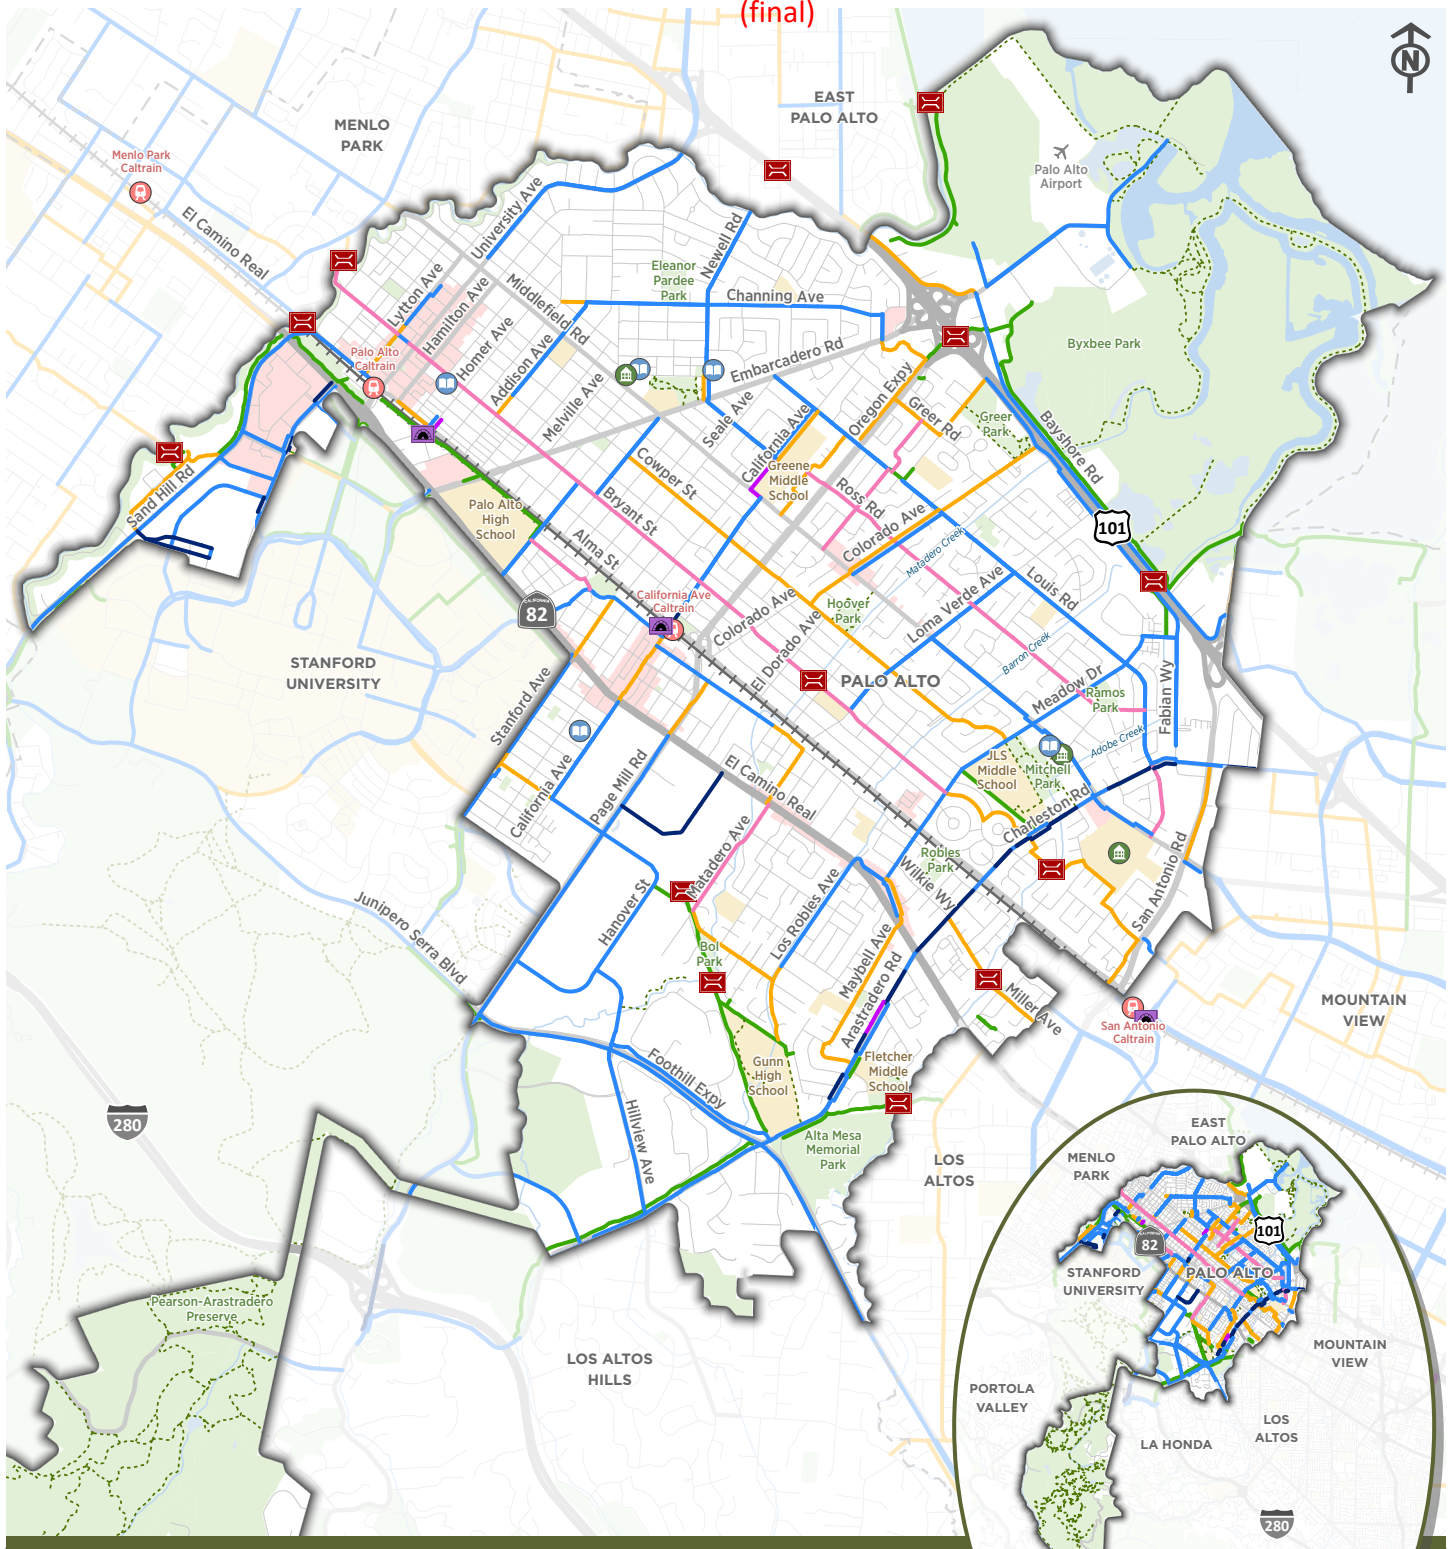 (final)
N
EAST
PALO ALTO
MENLO
PARK
Menlo Park
Caltrain
El Camino Real
Palo Alto
Airport
University Ave
Newell Rd
Eleanor
Pardee
Park
Lytton Ave
Hamilton Ave
Middlefield Rd
Channing Ave
Homer Ave
Palo Alto
Caltrain
Addison Ave
Embarcadero Rd
Byxbee Park
Melville Ave
Seale Ave
California Ave
Oregon Expy
Greer Rd
Greer
Park
Bayshore Rd
Sand Hill Rd
Cowper St
Greene
Middle
School
Palo Alto
High
School
Bryant St
Ross Rd
Alma St
Colorado Ave
Matadero Creek
101
CALIFORNIA
82
California Ave
Caltrain
Colorado Ave
Hoover
Park
Loma Verde Ave
Louis Rd
El Dorado Ave
Barron Creek
STANFORD
UNIVERSITY
PALO ALTO
Meadow Dr
Ramos
Park
Fabian Wy
Stanford Ave
Adobe Creek
JLS
Middle
School
Mitchell
Park
California Ave
Page Mill Rd
El Camino Real
Charleston Rd
Matadero Ave
Robles
Park
Wilkie Wy
San Antonio Rd
Junipero Serra Blvd
Hanover St
Los Robles Ave
Bol
Park
Maybell Ave
Arastradero Rd
Miller Ave
MOUNTAIN
VIEW
San Antonio
Caltrain
Foothill Expy
Gunn
High
School
Fletcher
Middle
School
280
Hillview Ave
Alta Mesa
Memorial
Park
LOS
ALTOS
EAST
PALO ALTO
MENLO
PARK
101
CALIFORNIA
82
STANFORD
UNIVERSITY
PALO ALTO
Pearson-Arastradero
Preserve
LOS ALTOS
HILLS
MOUNTAIN
VIEW
PORTOLA
VALLEY
LOS
ALTOS
LA HONDA
280